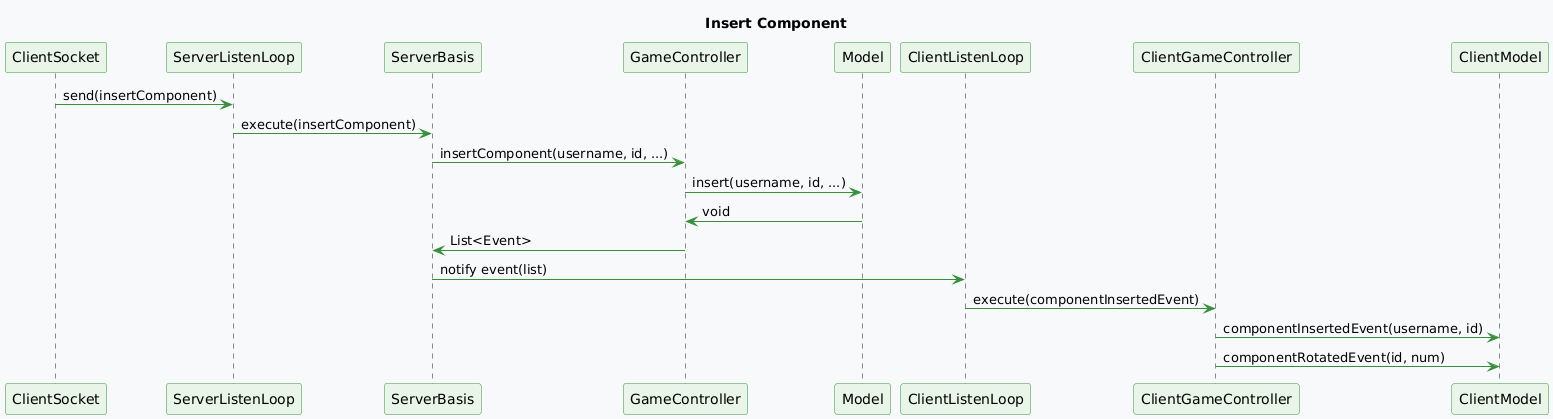 Insert Component
ClientSocket
ServerListenLoop
ServerBasis
GameController
Model
ClientListenLoop
ClientGameController
ClientModel
send(insertComponent)
execute(insertComponent)
insertComponent(username, id, ...)
insert(username, id, ...)
void
List<Event>
notify event(list)
execute(componentInsertedEvent)
componentInsertedEvent(username, id)
componentRotatedEvent(id, num)
ClientSocket
ServerListenLoop
ServerBasis
GameController
Model
ClientListenLoop
ClientGameController
ClientModel